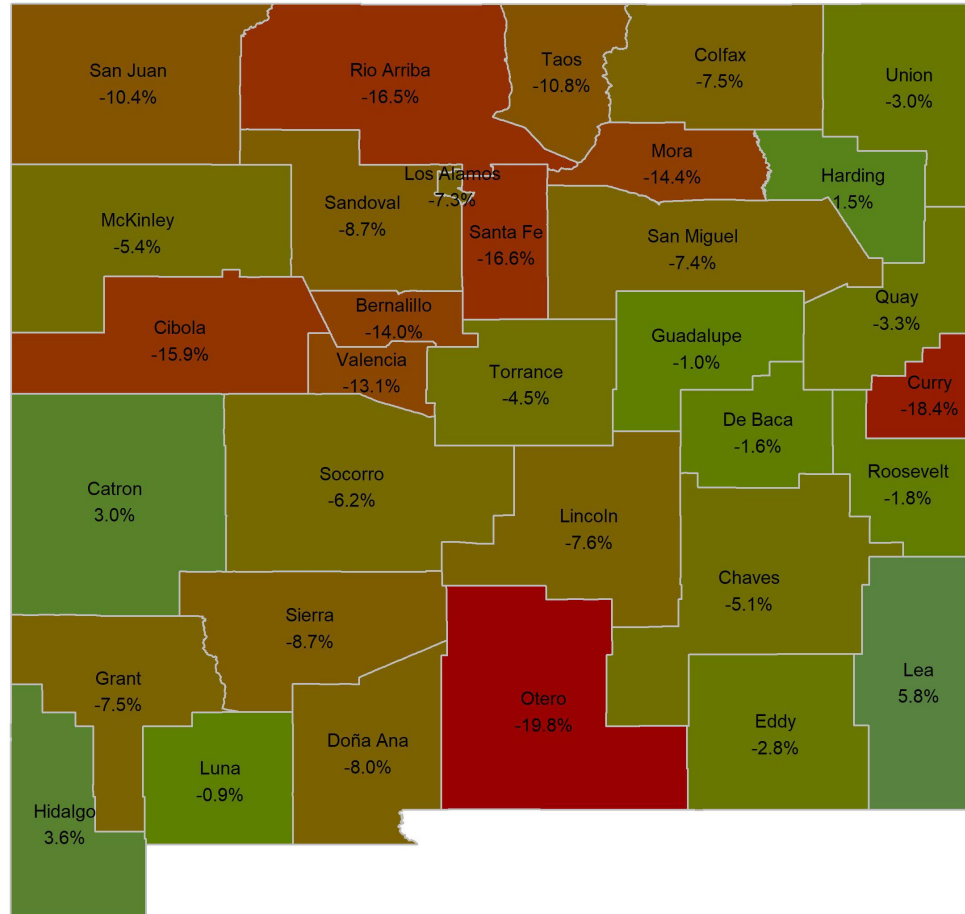 San Juan
-10.4%
Rio Arriba
-16.5%
Taos
-10.8%
Colfax
-7.5%
Union
-3.0%
Mora
-14.4%
Harding
1.5%
Los Alamos
-7.3%
Sandoval
-8.7%
McKinley
-5.4%
Santa Fe
-16.6%
San Miguel
-7.4%
Quay
-3.3%
Bernalillo
-14.0%
Cibola
-15.9%
Valencia
-13.1%
Torrance
-4.5%
Guadalupe
-1.0%
Curry
-18.4%
De Baca
-1.6%
Roosevelt
-1.8%
Catron
3.0%
Socorro
-6.2%
Lincoln
-7.6%
Chaves
-5.1%
Sierra
-8.7%
Grant
-7.5%
Otero
-19.8%
Lea
5.8%
Eddy
-2.8%
Doña Ana
-8.0%
Luna
-0.9%
Hidalgo
3.6%